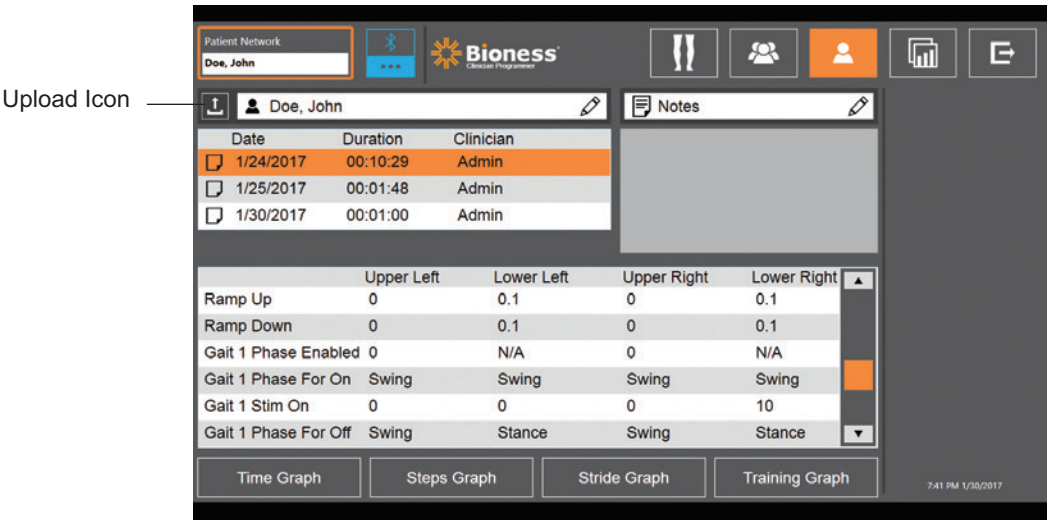 Patient Network
Doe, John
Bioness
Clinician Programmer
Upload Icon
Doe, John
Notes
Date Duration Clinician
1/24/2017 00:10:29 Admin
1/25/2017 00:01:48 Admin
1/30/2017 00:01:00 Admin
Upper Left Lower Left Upper Right Lower Right
Ramp Up 0 0.1 0 0.1
Ramp Down 0 0.1 0 0.1
Gait 1 Phase Enabled 0 N/A 0 N/A
Gait 1 Phase For On Swing Swing Swing Swing
Gait 1 Stim On 0 0 0 10
Gait 1 Phase For Off Swing Stance Swing Stance
Time Graph Steps Graph Stride Graph Training Graph
7:41 PM 1/30/2017